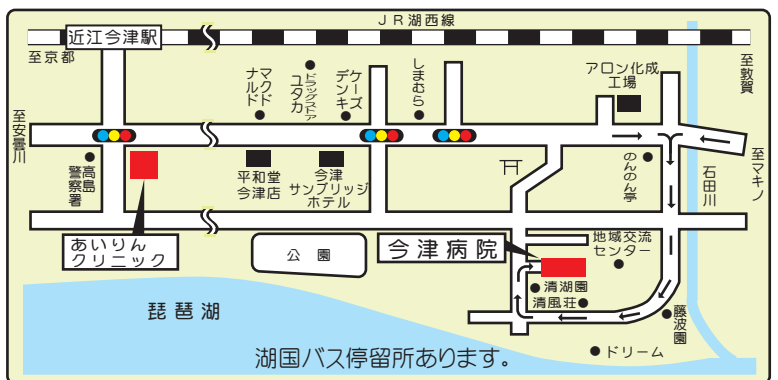 JR湖西線
近江今津駅
至京都
至敦賀
マクド
ナルド
ドラッグストア
ユタカ
ケーズ
デンキ
しまむら
アロン化成
工場
至安曇川
至マキノ
高島
警察署
平和堂
今津店
今津
サンブリッジ
ホテル
のんのん亭
石田川
あいりん
クリニック
公園
今津病院
地域交流
センター
清湖園
清風荘
藤波園
琵琶湖
ドリーム
湖国バス停留所あります。